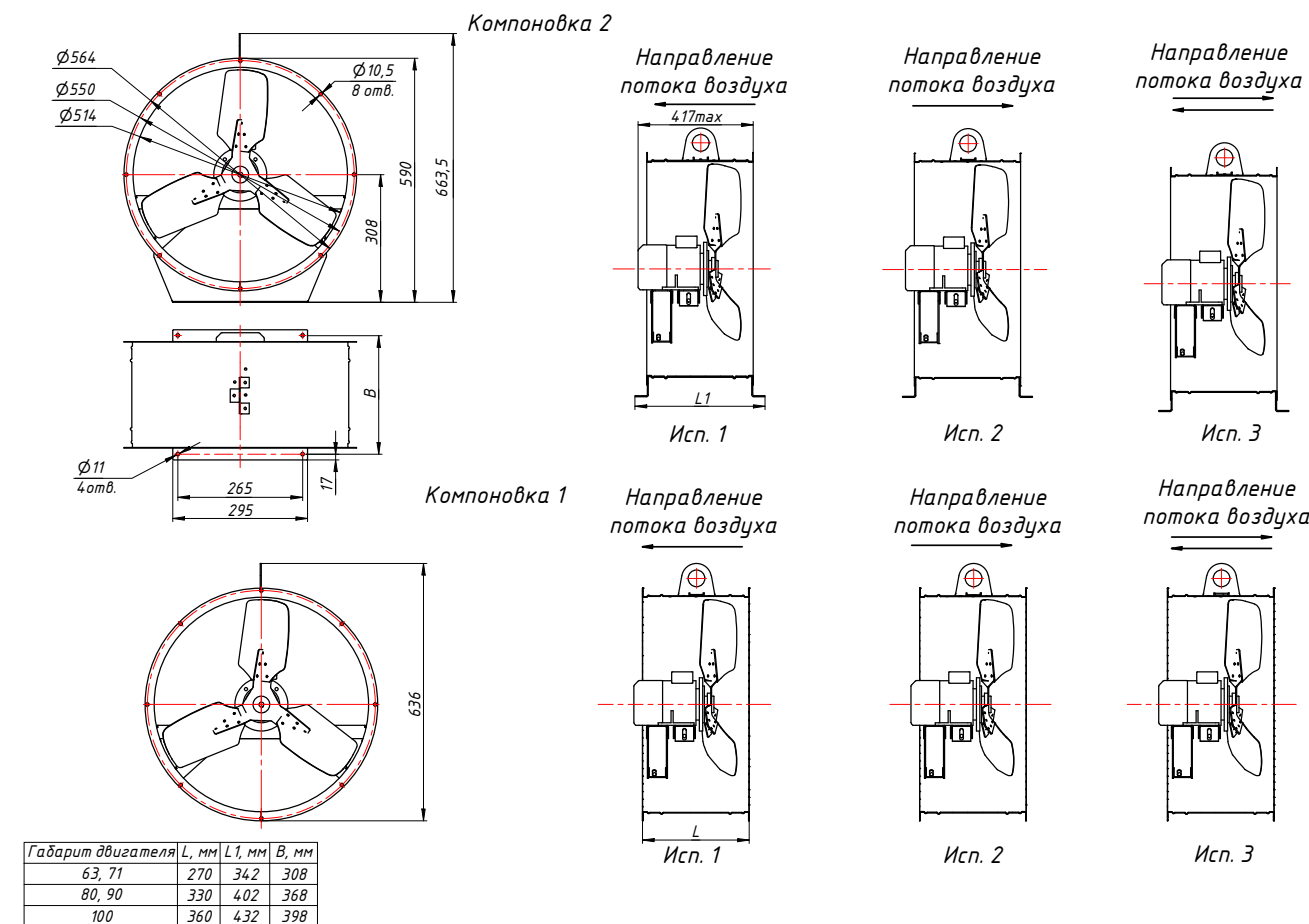 Компоновка 2
Ø564
Ø550
Ø514
Ø10,5
8 отв.
308
590
663,5
Направление
потока воздуха
417max
L1
Исп. 1
Направление
потока воздуха
Исп. 2
Направление
потока воздуха
Исп. 3
B
Ø11
4отв.
17
265
295
Компоновка 1
636
Направление
потока воздуха
L
Исп. 1
Направление
потока воздуха
Исп. 2
Направление
потока воздуха
Исп. 3
Габарит двигателя L, мм L1, мм B, мм
63, 71 270 342 308
80, 90 330 402 368
100 360 432 398